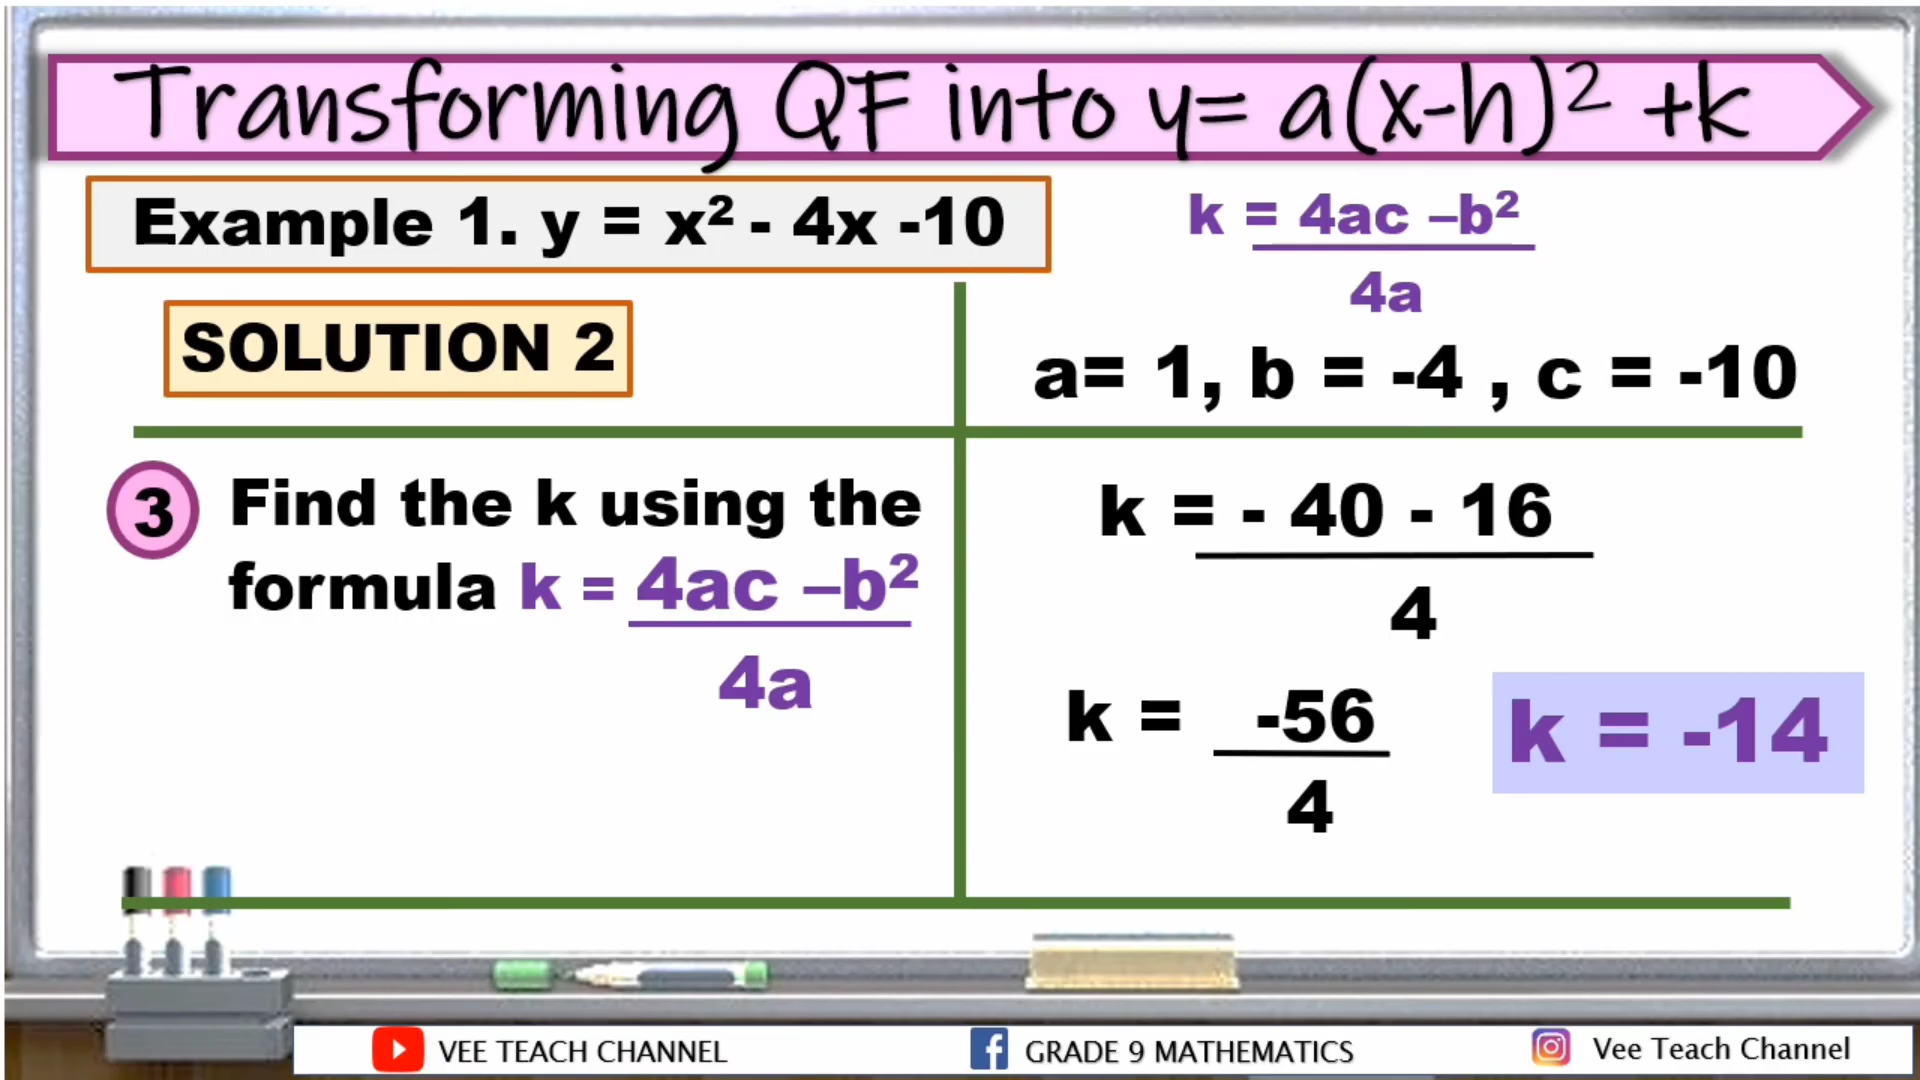 Transforming QF into y= a(x-h)² +k
Example 1. y = x² - 4x -10
SOLUTION 2
k = 4ac –b²
4a
a= 1, b = -4 , c = -10
3
Find the k using the
formula k = 4ac –b²
4a
k = - 40 - 16
4
k = -56
4
k = -14
VEE TEACH CHANNEL
GRADE 9 MATHEMATICS
Vee Teach Channel